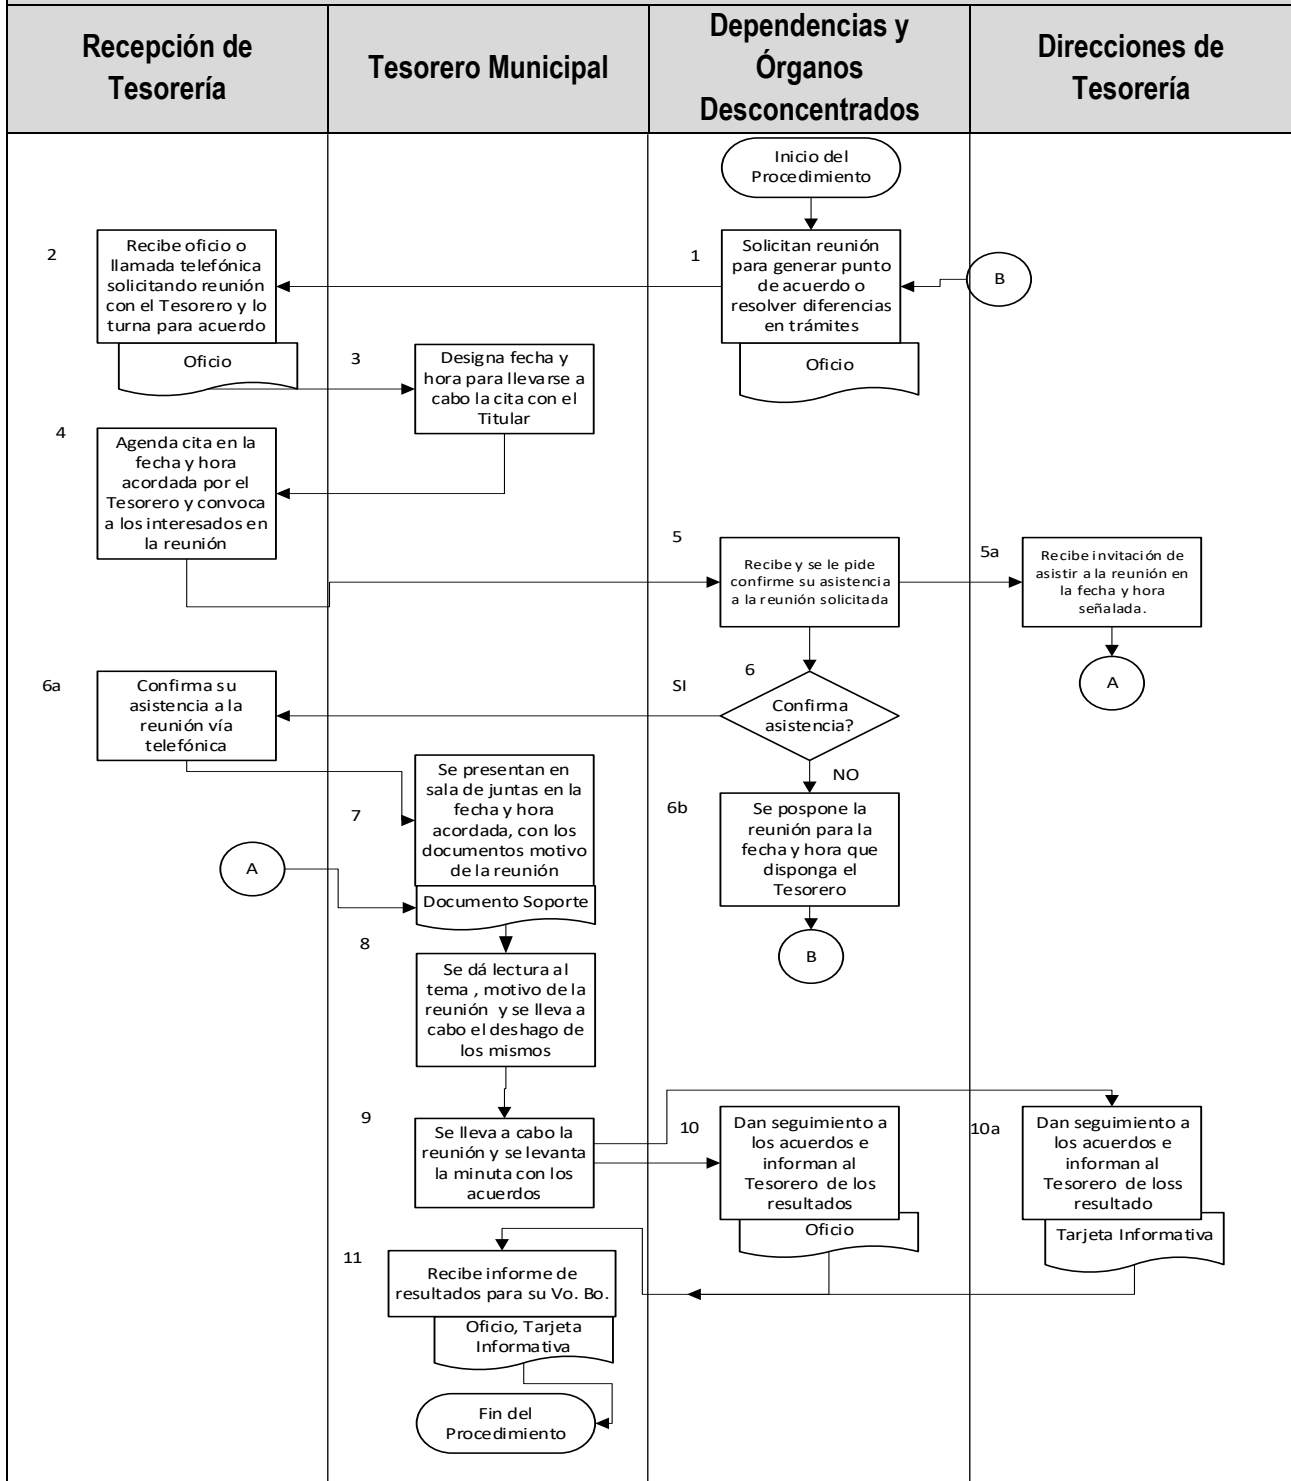 Recepción de
Tesorería
Tesorero Municipal
Dependencias y
Órganos
Desconcentrados
Direcciones de
Tesorería
Inicio del
Procedimiento
1
Solicitan reunión
para generar punto
de acuerdo o
resolver diferencias
en trámites
Oficio
B
2
Recibe oficio o
llamada telefónica
solicitando reunión
con el Tesorero y lo
turna para acuerdo
Oficio
3
Designa fecha y
hora para llevarse a
cabo la cita con el
Titular
4
Agenda cita en la
fecha y hora
acordada por el
Tesorero y convoca
a los interesados en
la reunión
5
Recibe y se le pide
confirme su asistencia
a la reunión solicitada
5a
Recibe invitación de
asistir a la reunión en
la fecha y hora
señalada.
A
6
Confirma
asistencia?
SI
NO
6a
Confirma su
asistencia a la
reunión vía
telefónica
6b
Se pospone la
reunión para la
fecha y hora que
disponga el
Tesorero
B
7
Se presentan en
sala de juntas en la
fecha y hora
acordada, con los
documentos motivo
de la reunión
Documento Soporte
A
8
Se dá lectura al
tema , motivo de la
reunión y se lleva a
cabo el deshago de
los mismos
9
Se lleva a cabo la
reunión y se levanta
la minuta con los
acuerdos
10
Dan seguimiento a
los acuerdos e
informan al
Tesorero de los
resultados
Oficio
10a
Dan seguimiento a
los acuerdos e
informan al
Tesorero de loss
resultado
Tarjeta Informativa
11
Recibe informe de
resultados para su Vo. Bo.
Oficio, Tarjeta
Informativa
Fin del
Procedimiento